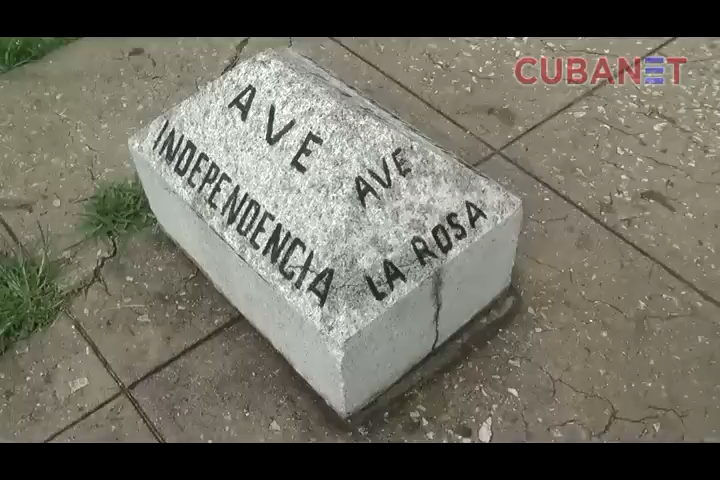 CUBANET
AVE
INDEPENDENCIA
AVE
LA ROSA